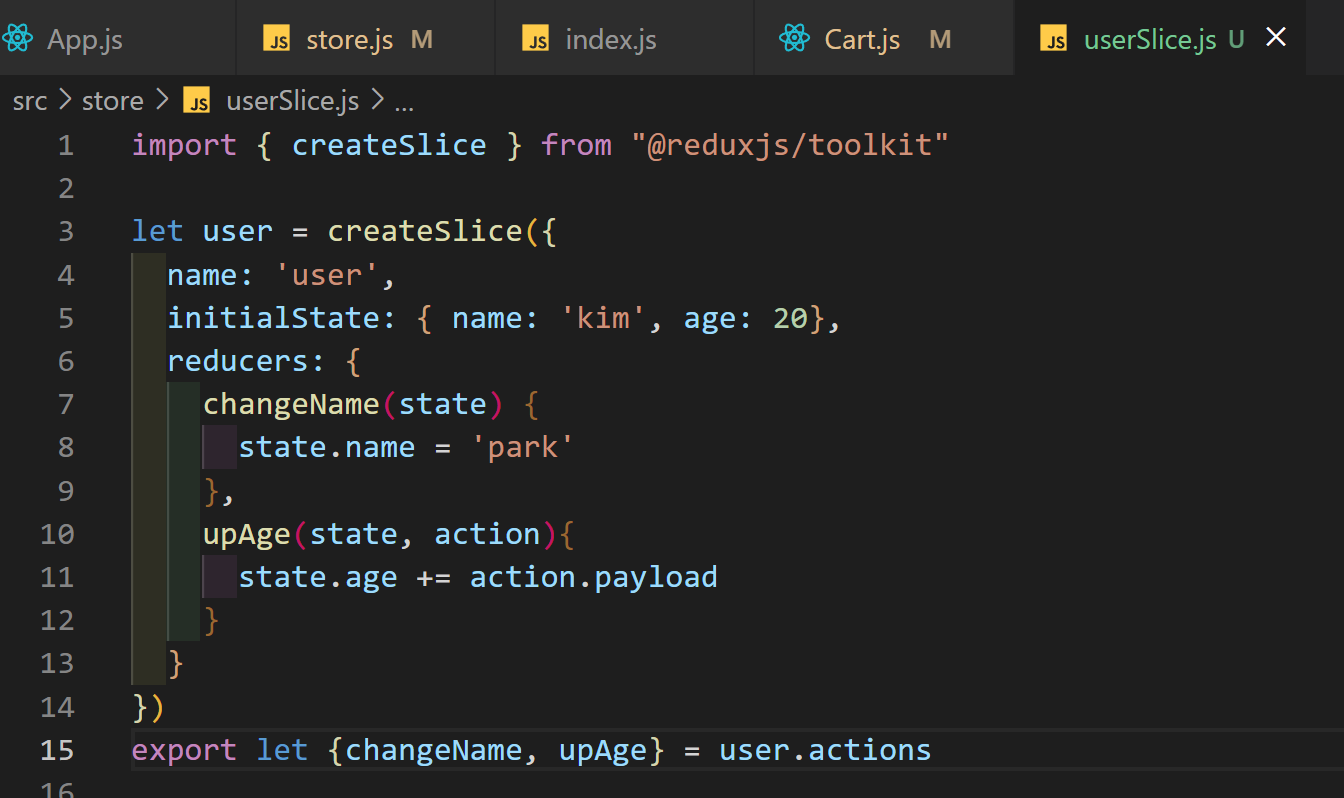 App.js JS store.js M JS index.js Cart.js M JS userSlice.js U
src > store > JS userSlice.js > ...
1 import { createSlice } from "@reduxjs/toolkit"
2
3 let user = createSlice({
4 name: 'user',
5 initialState: { name: 'kim', age: 20},
6 reducers: {
7 changeName(state) {
8 state.name = 'park'
9 },
10 upAge(state, action){
11 state.age += action.payload
12 }
13 }
14 })
15 export let {changeName, upAge} = user.actions
16